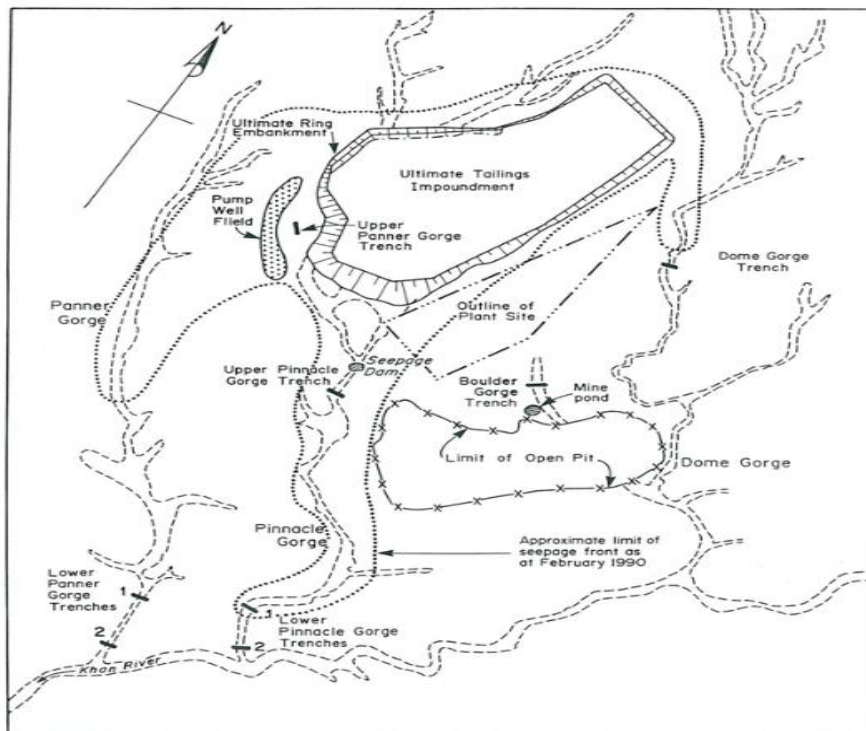 N
Ultimate Ring
Embankment
Ultimate Tailings
Impoundment
Pump
Well
Flield
Upper
Panner Gorge
Trench
Dome Gorge
Trench
Panner
Gorge
Outline of
Plant Site
Seepage
Dam
Upper Pinnacle
Gorge Trench
Boulder
Gorge
Trench
Mine
pond
Limit of Open Pit
Dome Gorge
Pinnacle
Gorge
Approximate limit of
seepage front as
at February 1990
Lower
Panner
Gorge
Trenches
1
2
1
Lower
Pinnacle Gorge
Trenches
2
Khan River